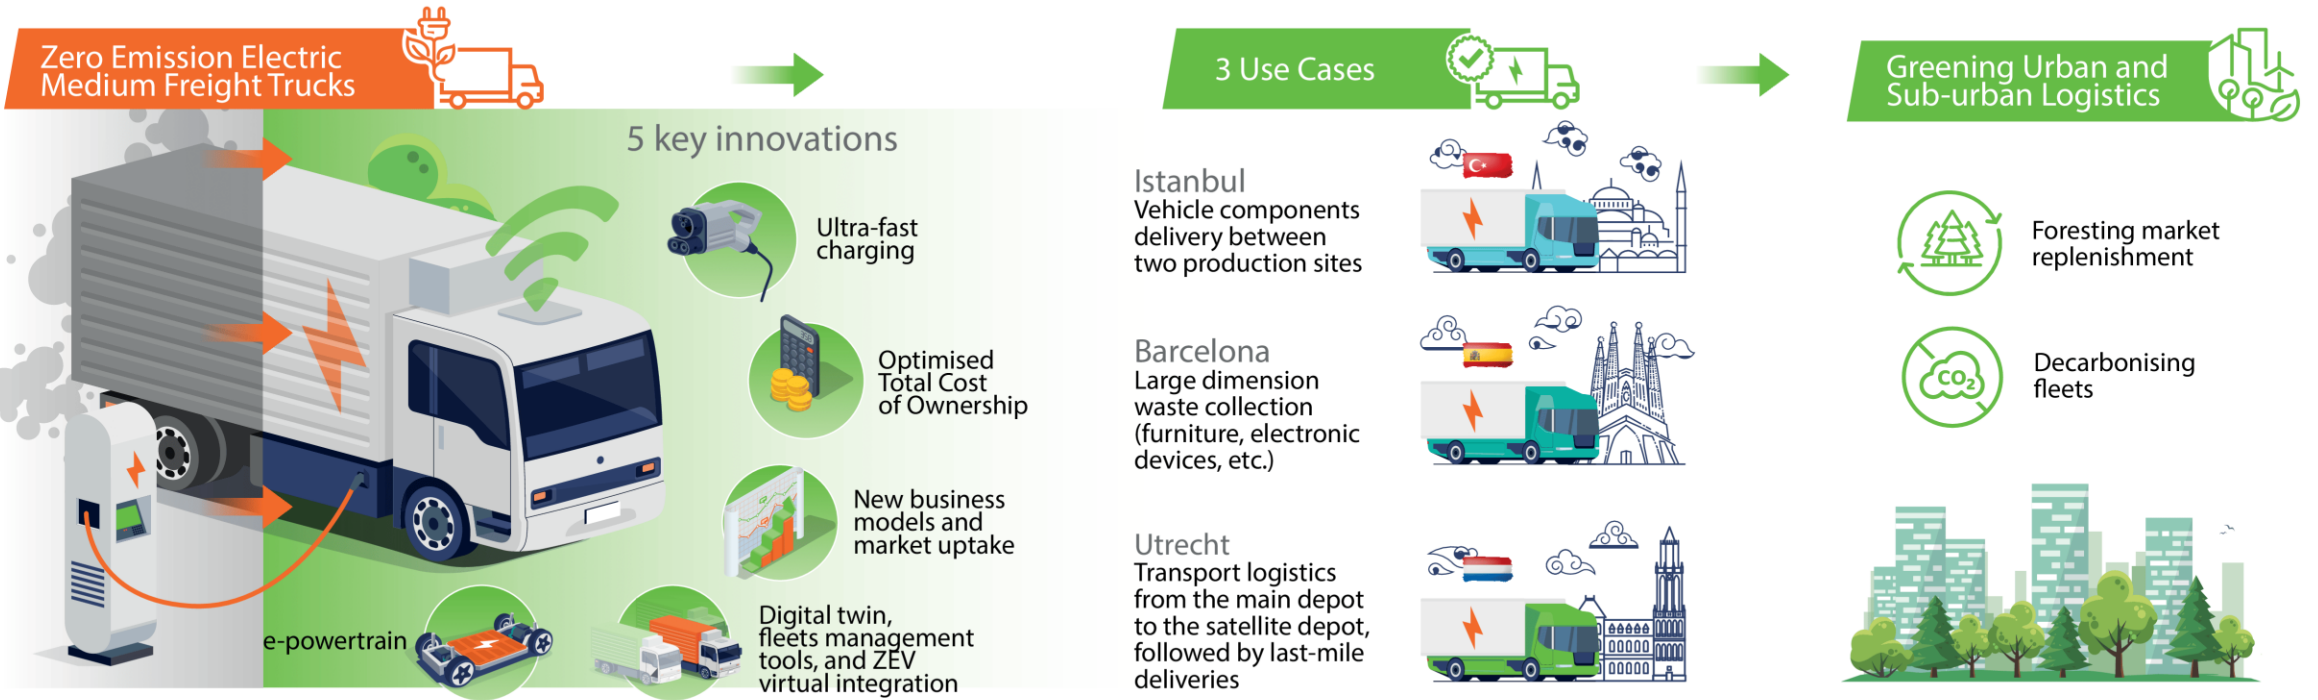 Zero Emission Electric
Medium Freight Trucks
5 key innovations
Ultra-fast
charging
Optimised
Total Cost
of Ownership
New business
models and
market uptake
e-powertrain
Digital twin,
fleets management
tools, and ZEV
virtual integration
3 Use Cases
Istanbul
Vehicle components
delivery between
two production sites
Barcelona
Large dimension
waste collection
(furniture, electronic
devices, etc.)
Utrecht
Transport logistics
from the main depot
to the satellite depot,
followed by last-mile
deliveries
Greening Urban and
Sub-urban Logistics
Foresting market
replenishment
CO₂
Decarbonising
fleets